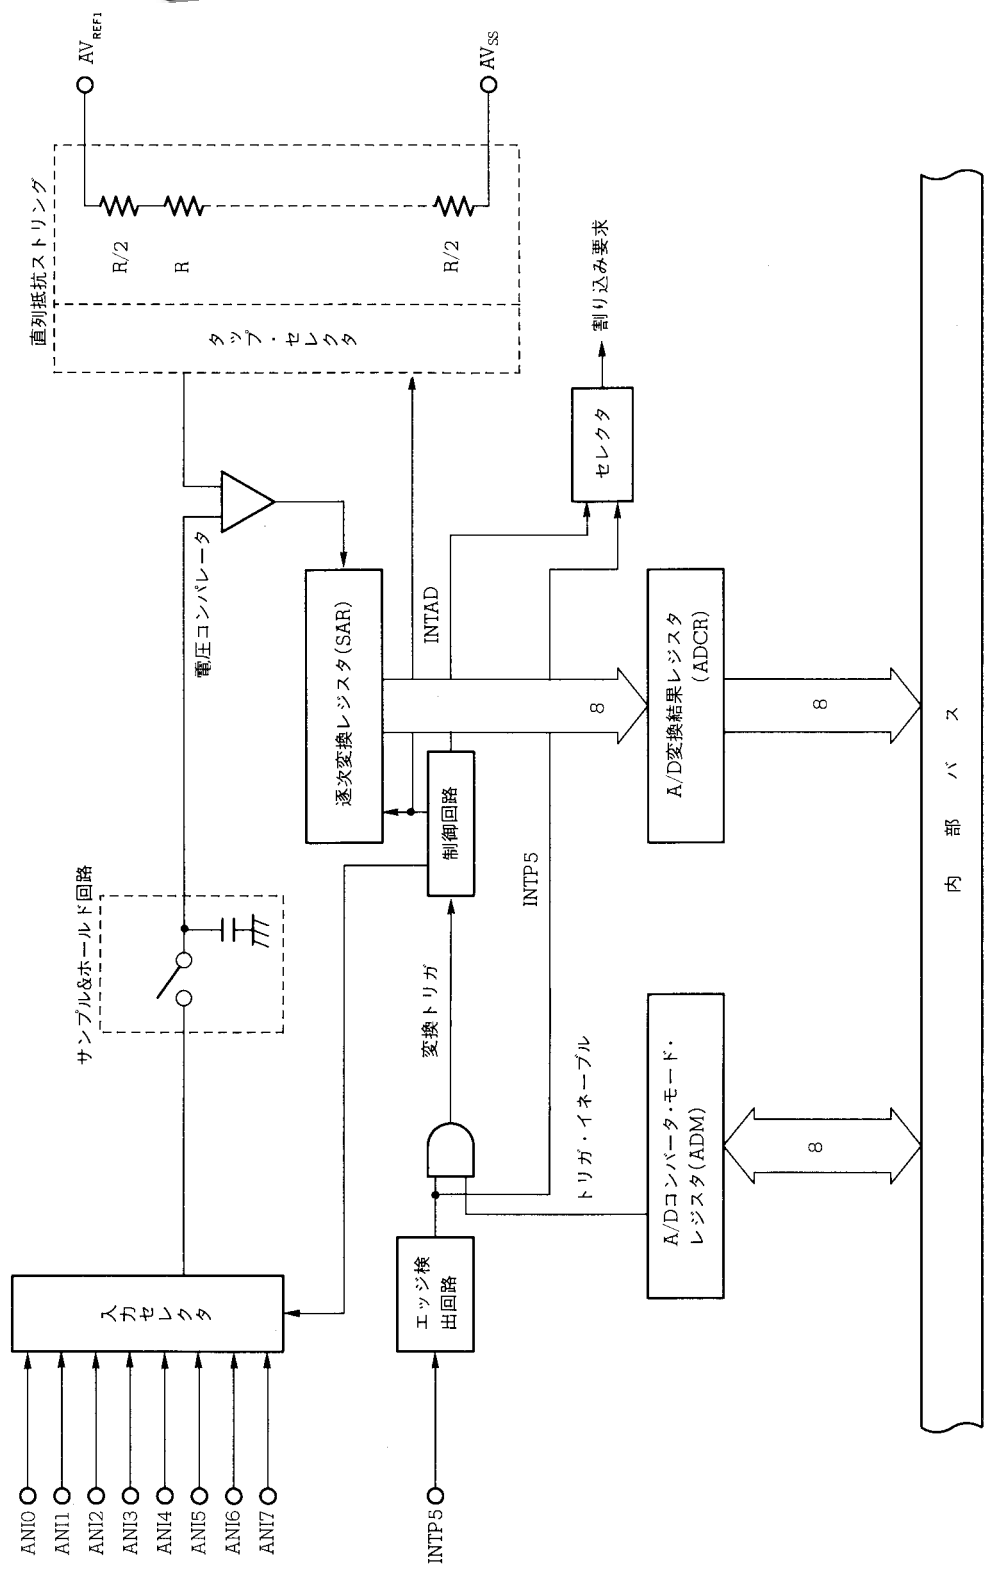 サンプル&ホールド回路
直列抵抗ストリング
ANI0
ANI1
ANI2
ANI3
ANI4
ANI5
ANI6
ANI7
入力セレクタ
電圧コンパレータ
タップ・セレクタ
R/2
R
R/2
AVREF1
AVSS
逐次変換レジスタ(SAR)
INTAD
INTP5
エッジ検
出回路
変換トリガ
制御回路
INTP5
セレクタ
割り込み要求
トリガ・イネーブル
8
A/Dコンバータ・モード・
レジスタ(ADM)
A/D変換結果レジスタ
(ADCR)
8
8
内部バス